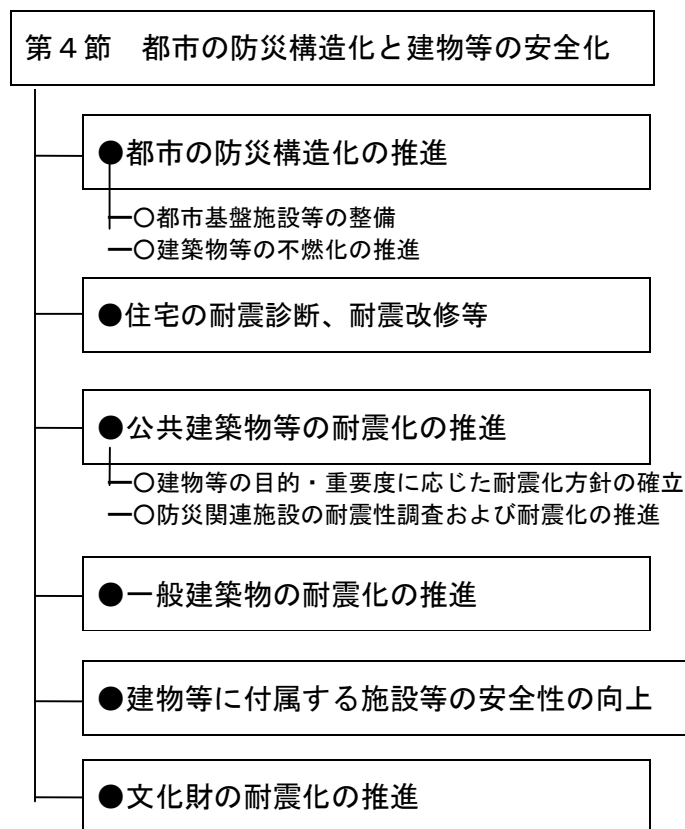 第４節　都市の防災構造化と建物等の安全化
●都市の防災構造化の推進
○都市基盤施設等の整備
○建築物等の不燃化の推進
●住宅の耐震診断、耐震改修等
●公共建築物等の耐震化の推進
○建物等の目的・重要度に応じた耐震化方針の確立
○防災関連施設の耐震性調査および耐震化の推進
●一般建築物の耐震化の推進
●建物等に付属する施設等の安全性の向上
●文化財の耐震化の推進